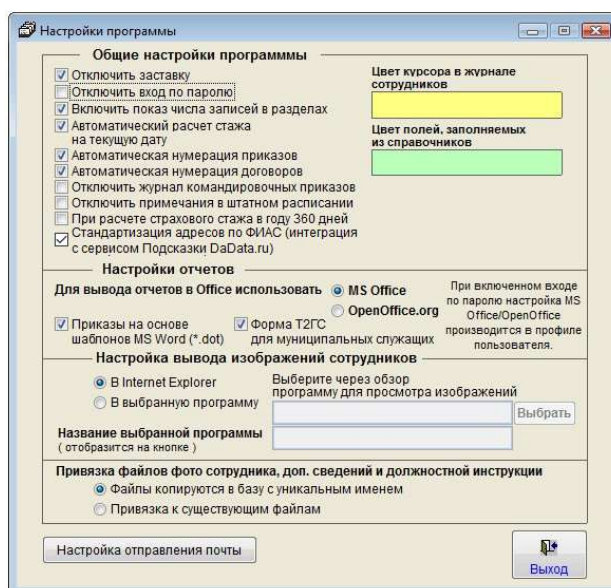 Настройки программы
Общие настройки программмы
Отключить заставку
Отключить вход по паролю
Включить показ числа записей в разделах
Автоматический расчет стажа
на текущую дату
Автоматическая нумерация приказов
Автоматическая нумерация договоров
Отключить журнал командировочных приказов
Отключить примечания в штатном расписании
При расчете страхового стажа в году 360 дней
Стандартизация адресов по ФИАС (интеграция
с сервисом Подсказки DaData.ru)
Цвет курсора в журнале
сотрудников
Цвет полей, заполняемых
из справочников
Настройки отчетов
Для вывода отчетов в Office использовать
MS Office
OpenOffice.org
Приказы на основе
шаблонов MS Word (*.dot)
Форма Т2ГС
для муниципальных служащих
При включенном входе
по паролю настройка MS
Office/OpenOffice
производится в профиле
пользователя.
Настройка вывода изображений сотрудников
В Internet Explorer
В выбранную программу
Выберите через обзор
программу для просмотра изображений
Выбрать
Название выбранной программы
( отобразится на кнопке )
Привязка файлов фото сотрудника, доп. сведений и должностной инструкции
Файлы копируются в базу с уникальным именем
Привязка к существующим файлам
Настройка отправления почты
Выход